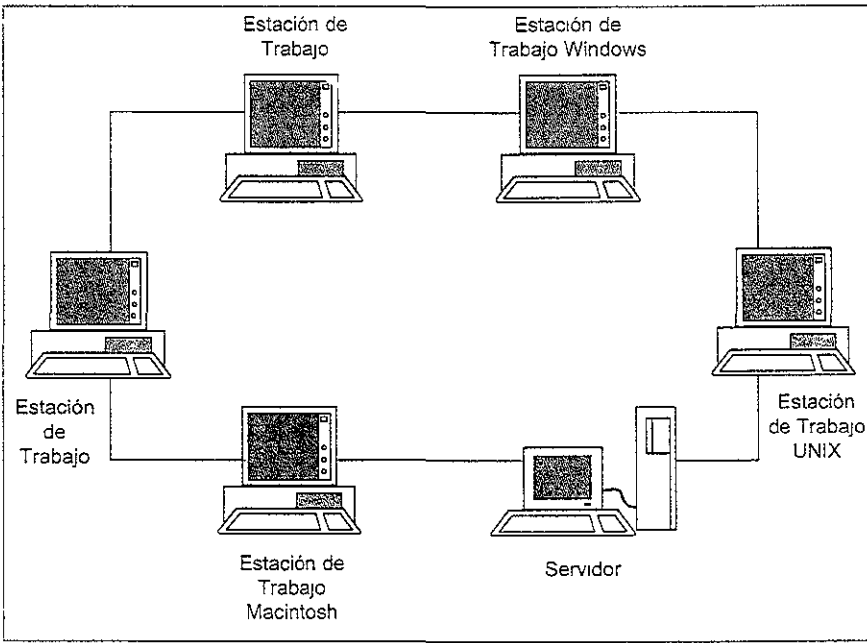 Estación de
Trabajo
Estación de
Trabajo Windows
Estación
de
Trabajo
Estación
de Trabajo
UNIX
Estación de
Trabajo
Macintosh
Servidor